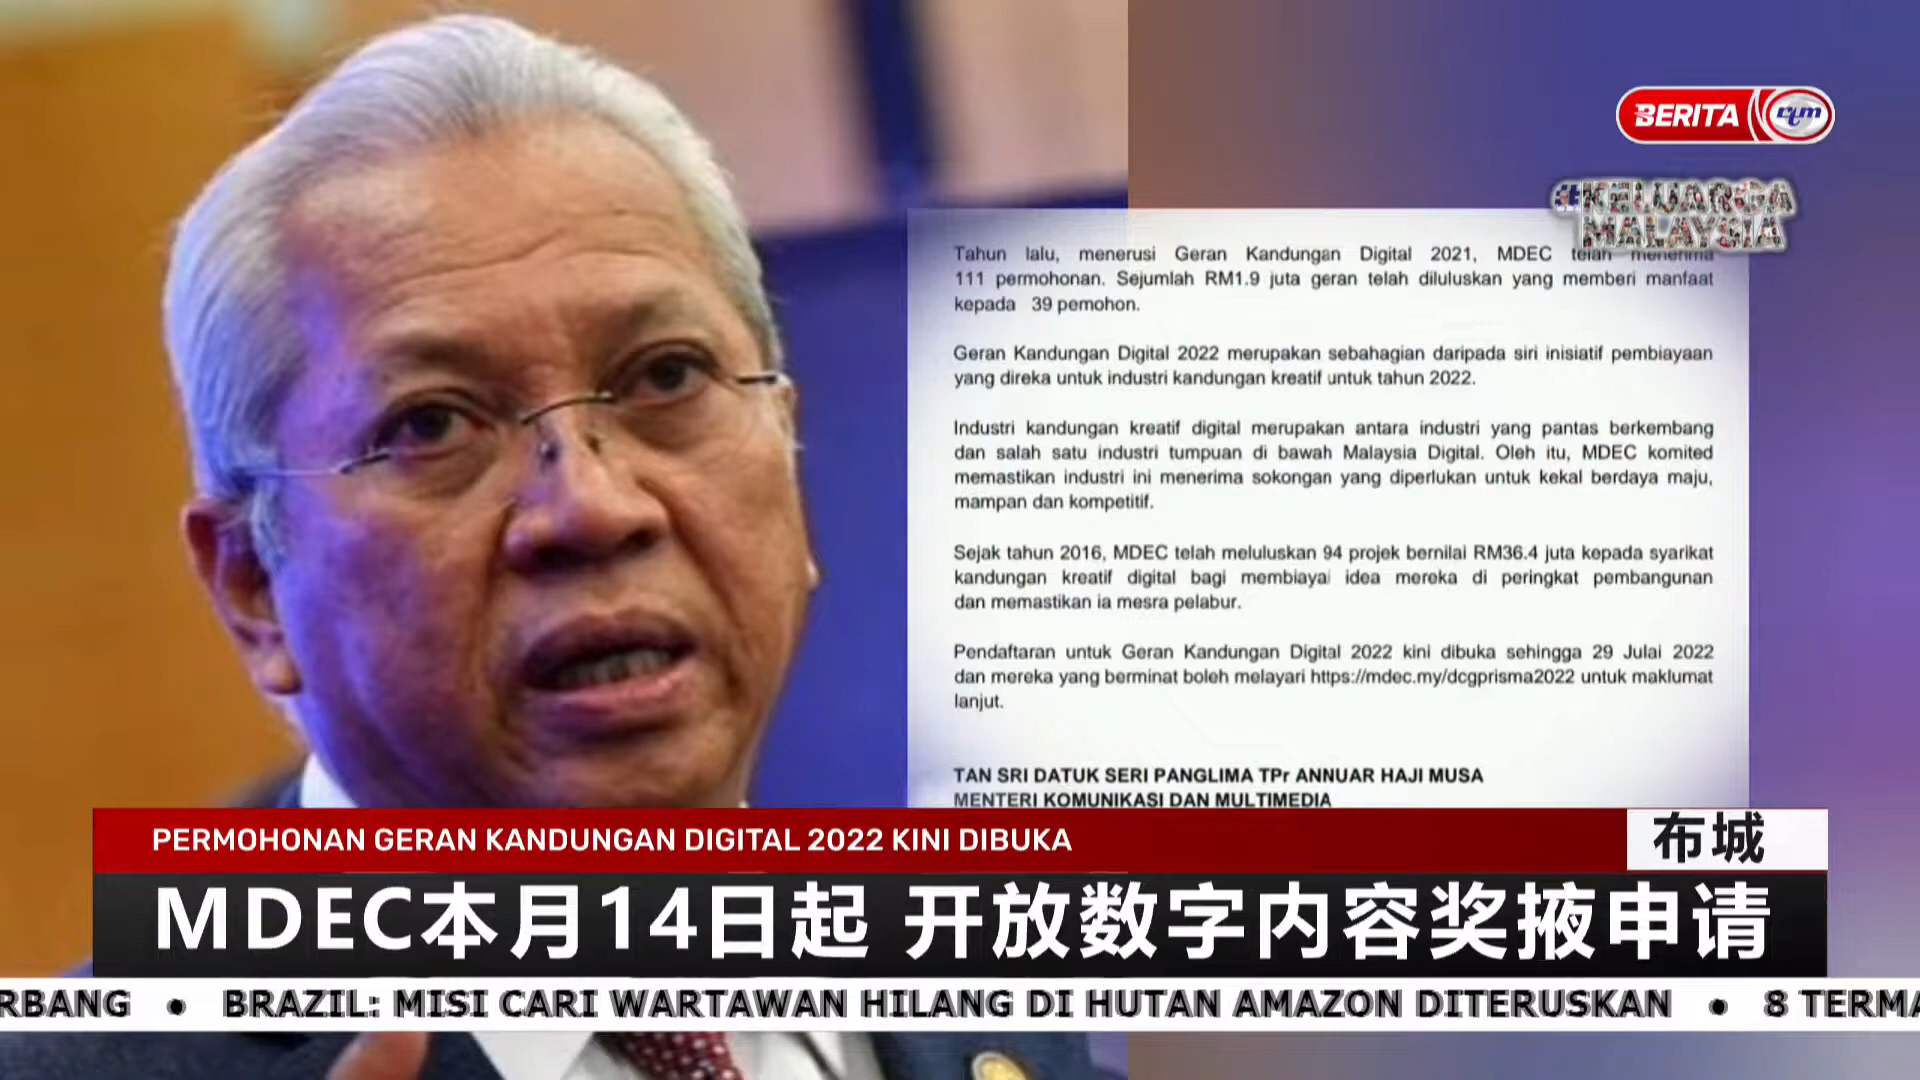 BERITA rtm
#KELUARGA
MALAYSIA
Tahun lalu, menerusi Geran Kandungan Digital 2021, MDEC telah menerima
111 permohonan. Sejumlah RM1.9 juta geran telah diluluskan yang memberi manfaat
kepada 39 pemohon.
Geran Kandungan Digital 2022 merupakan sebahagian daripada siri inisiatif pembiayaan
yang direka untuk industri kandungan kreatif untuk tahun 2022.
Industri kandungan kreatif digital merupakan antara industri yang pantas berkembang
dan salah satu industri tumpuan di bawah Malaysia Digital. Oleh itu, MDEC komited
memastikan industri ini menerima sokongan yang diperlukan untuk kekal berdaya maju,
mampan dan kompetitif.
Sejak tahun 2016, MDEC telah meluluskan 94 projek bernilai RM36.4 juta kepada syarikat
kandungan kreatif digital bagi membiayai idea mereka di peringkat pembangunan
dan memastikan ia mesra pelabur.
Pendaftaran untuk Geran Kandungan Digital 2022 kini dibuka sehingga 29 Julai 2022
dan mereka yang berminat boleh melayari https://mdec.my/dcgprisma2022 untuk maklumat
lanjut.
TAN SRI DATUK SERI PANGLIMA TPr ANNUAR HAJI MUSA
MENTERI KOMUNIKASI DAN MULTIMEDIA
PERMOHONAN GERAN KANDUNGAN DIGITAL 2022 KINI DIBUKA
布城
MDEC本月14日起 开放数字内容奖掖申请
RBANG • BRAZIL: MISI CARI WARTAWAN HILANG DI HUTAN AMAZON DITERUSKAN • 8 TERMA